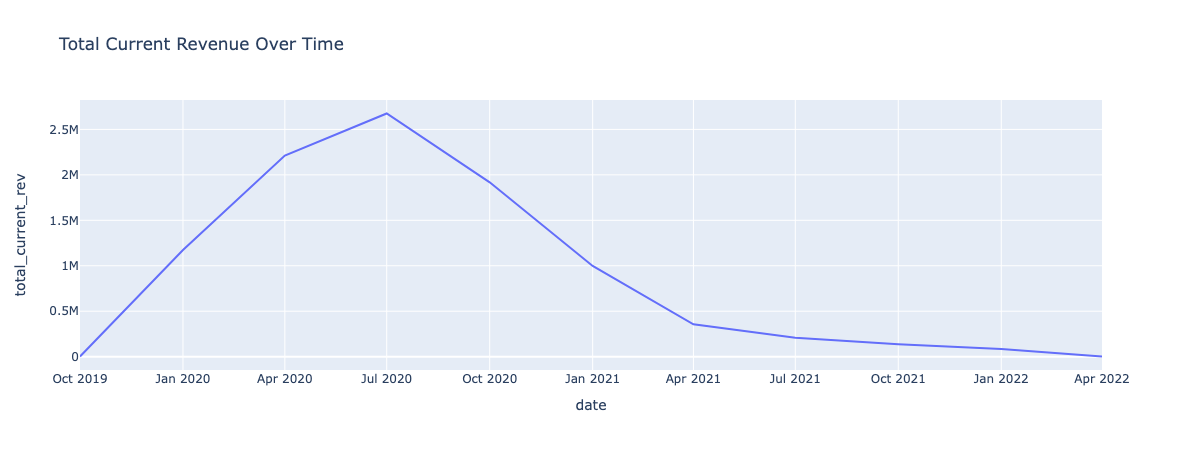 Total Current Revenue Over Time
total_current_rev
2.5M
2M
1.5M
1M
0.5M
0
Oct 2019 Jan 2020 Apr 2020 Jul 2020 Oct 2020 Jan 2021 Apr 2021 Jul 2021 Oct 2021 Jan 2022 Apr 2022
date